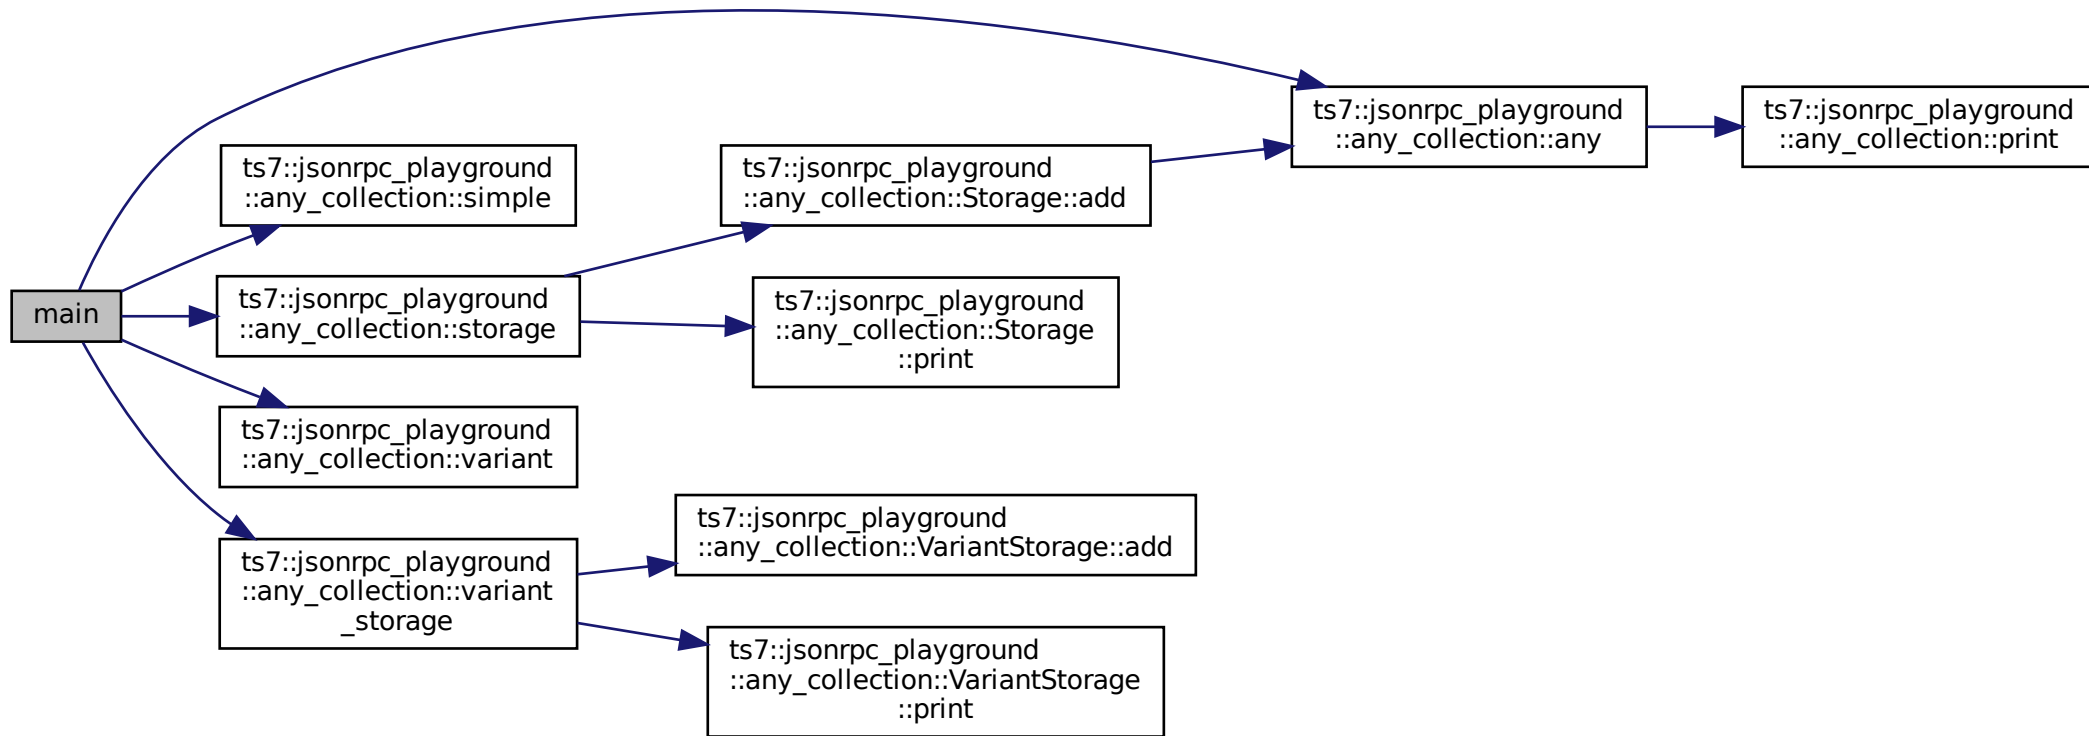 main
ts7::jsonrpc_playground
::any_collection::any
ts7::jsonrpc_playground
::any_collection::print
ts7::jsonrpc_playground
::any_collection::simple
ts7::jsonrpc_playground
::any_collection::storage
ts7::jsonrpc_playground
::any_collection::Storage::add
ts7::jsonrpc_playground
::any_collection::Storage
::print
ts7::jsonrpc_playground
::any_collection::variant
ts7::jsonrpc_playground
::any_collection::variant
_storage
ts7::jsonrpc_playground
::any_collection::VariantStorage::add
ts7::jsonrpc_playground
::any_collection::VariantStorage
::print